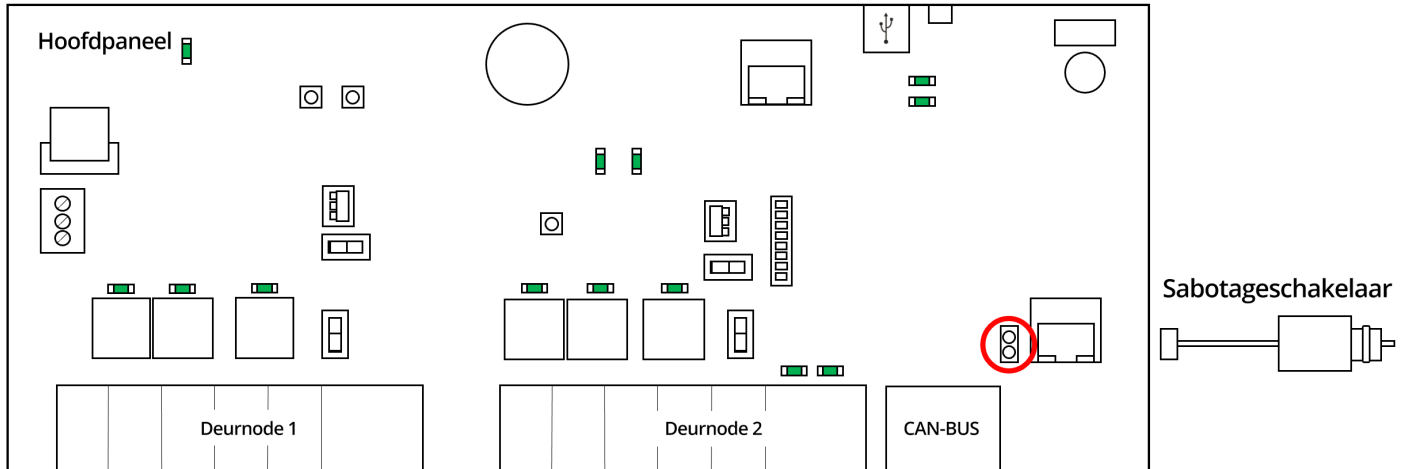 Hoofdpaneel
Sabotageschakelaar
Deurnode 1
Deurnode 2
CAN-BUS